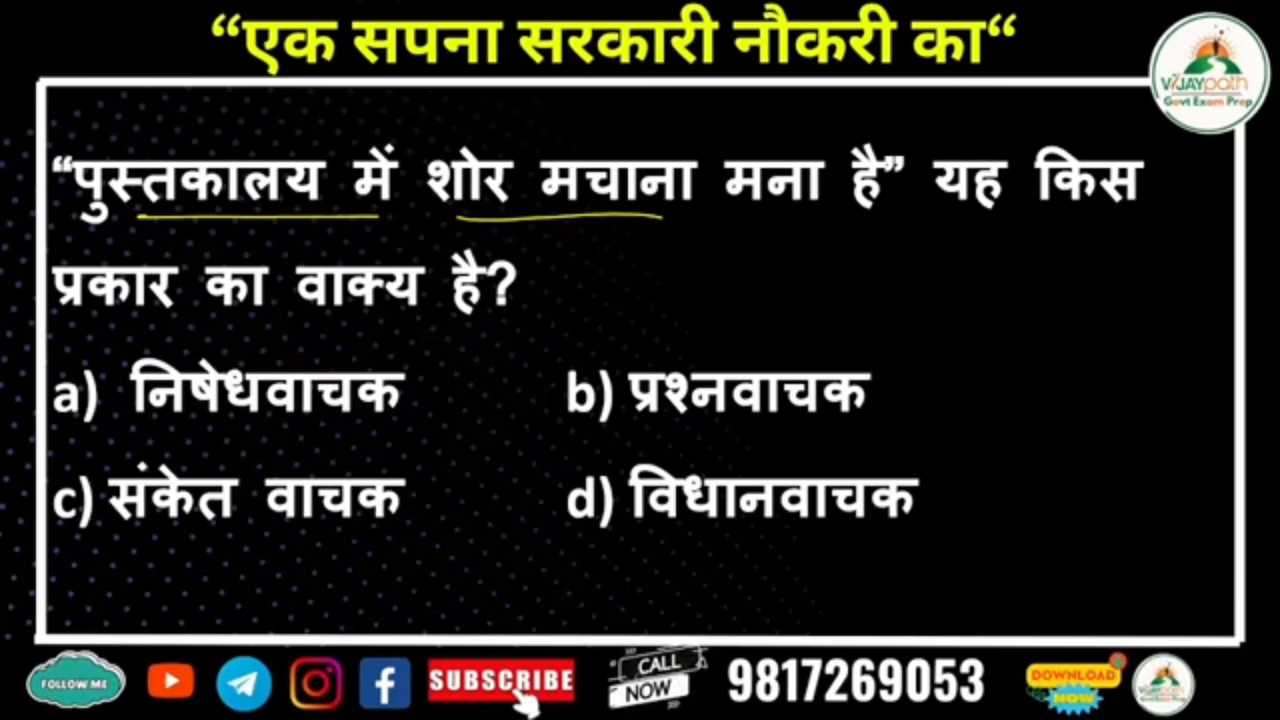 “एक सपना सरकारी नौकरी का“
VIJAYpath
Govt Exam Prep
“पुस्तकालय में शोर मचाना मना है” यह किस
प्रकार का वाक्य है?
a) निषेधवाचक b) प्रश्नवाचक
c) संकेत वाचक d) विधानवाचक
FOLLOW ME
SUBSCRIBE
CALL
NOW
9817269053
DOWNLOAD
NOW